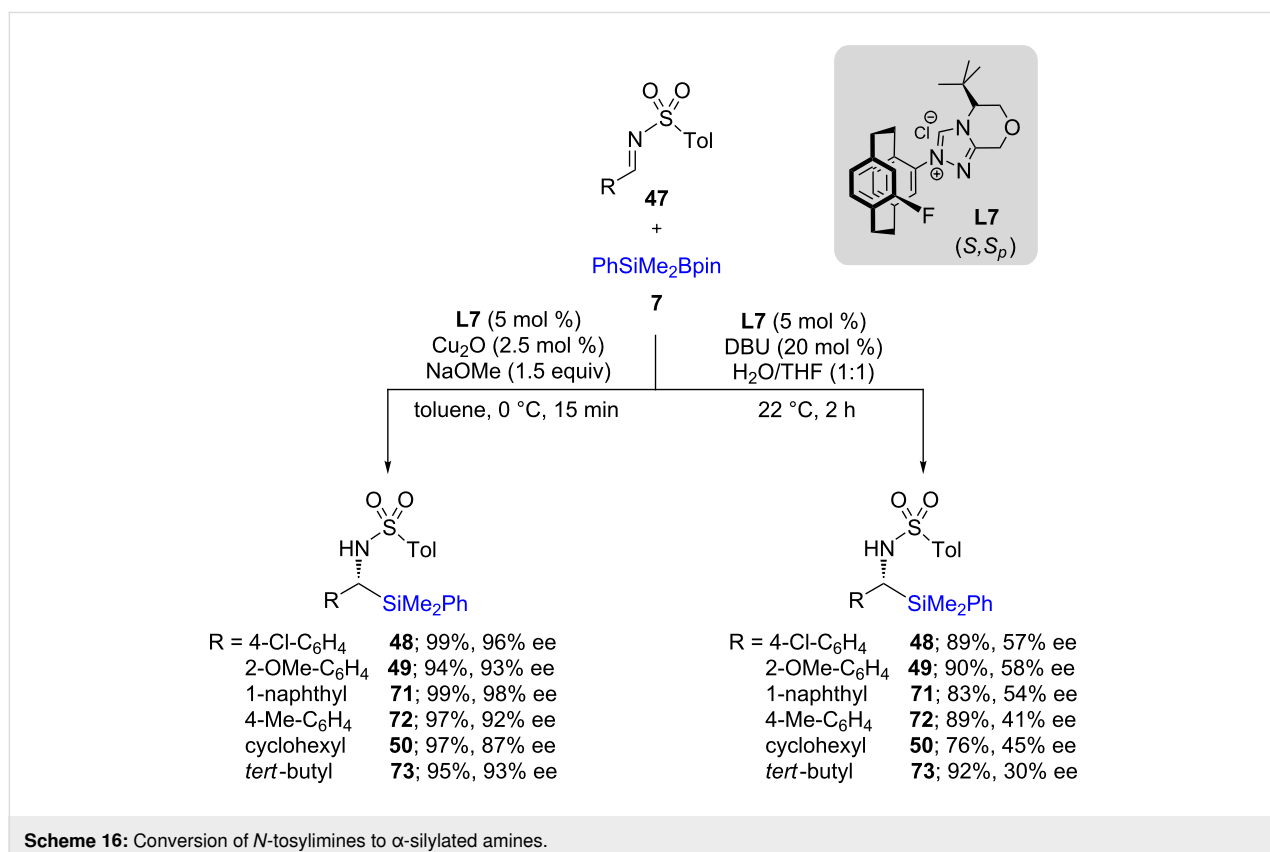 O O
S
N
Tol
R
47
+
PhSiMe2Bpin
7
Cl ⊖
N
O
N
⊕
N
F
L7
(S,Sp)
L7 (5 mol %)
Cu2O (2.5 mol %)
NaOMe (1.5 equiv)
toluene, 0 °C, 15 min
L7 (5 mol %)
DBU (20 mol %)
H2O/THF (1:1)
22 °C, 2 h
O O
S
HN
Tol
R
SiMe2Ph
R = 4-Cl-C6H4 48; 99%, 96% ee
2-OMe-C6H4 49; 94%, 93% ee
1-naphthyl 71; 99%, 98% ee
4-Me-C6H4 72; 97%, 92% ee
cyclohexyl 50; 97%, 87% ee
tert-butyl 73; 95%, 93% ee
O O
S
HN
Tol
R
SiMe2Ph
R = 4-Cl-C6H4 48; 89%, 57% ee
2-OMe-C6H4 49; 90%, 58% ee
1-naphthyl 71; 83%, 54% ee
4-Me-C6H4 72; 89%, 41% ee
cyclohexyl 50; 76%, 45% ee
tert-butyl 73; 92%, 30% ee
Scheme 16: Conversion of N-tosylimines to α-silylated amines.